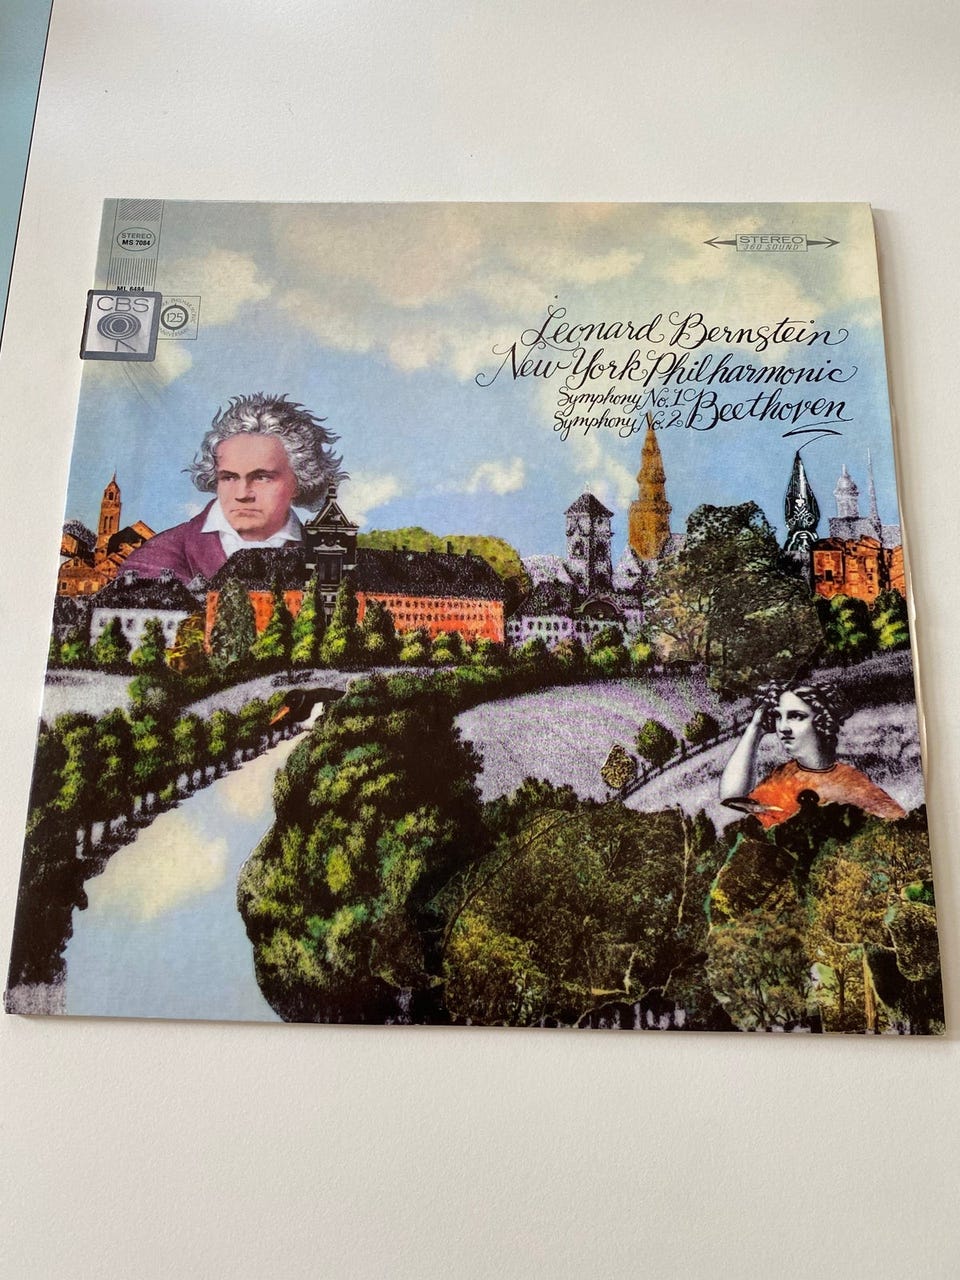 STEREO
MS 7084
ML 6484
CBS
125
STEREO
"360 SOUND"
Leonard Bernstein
New York Philharmonic
Symphony No. 1
Symphony No. 2 Beethoven